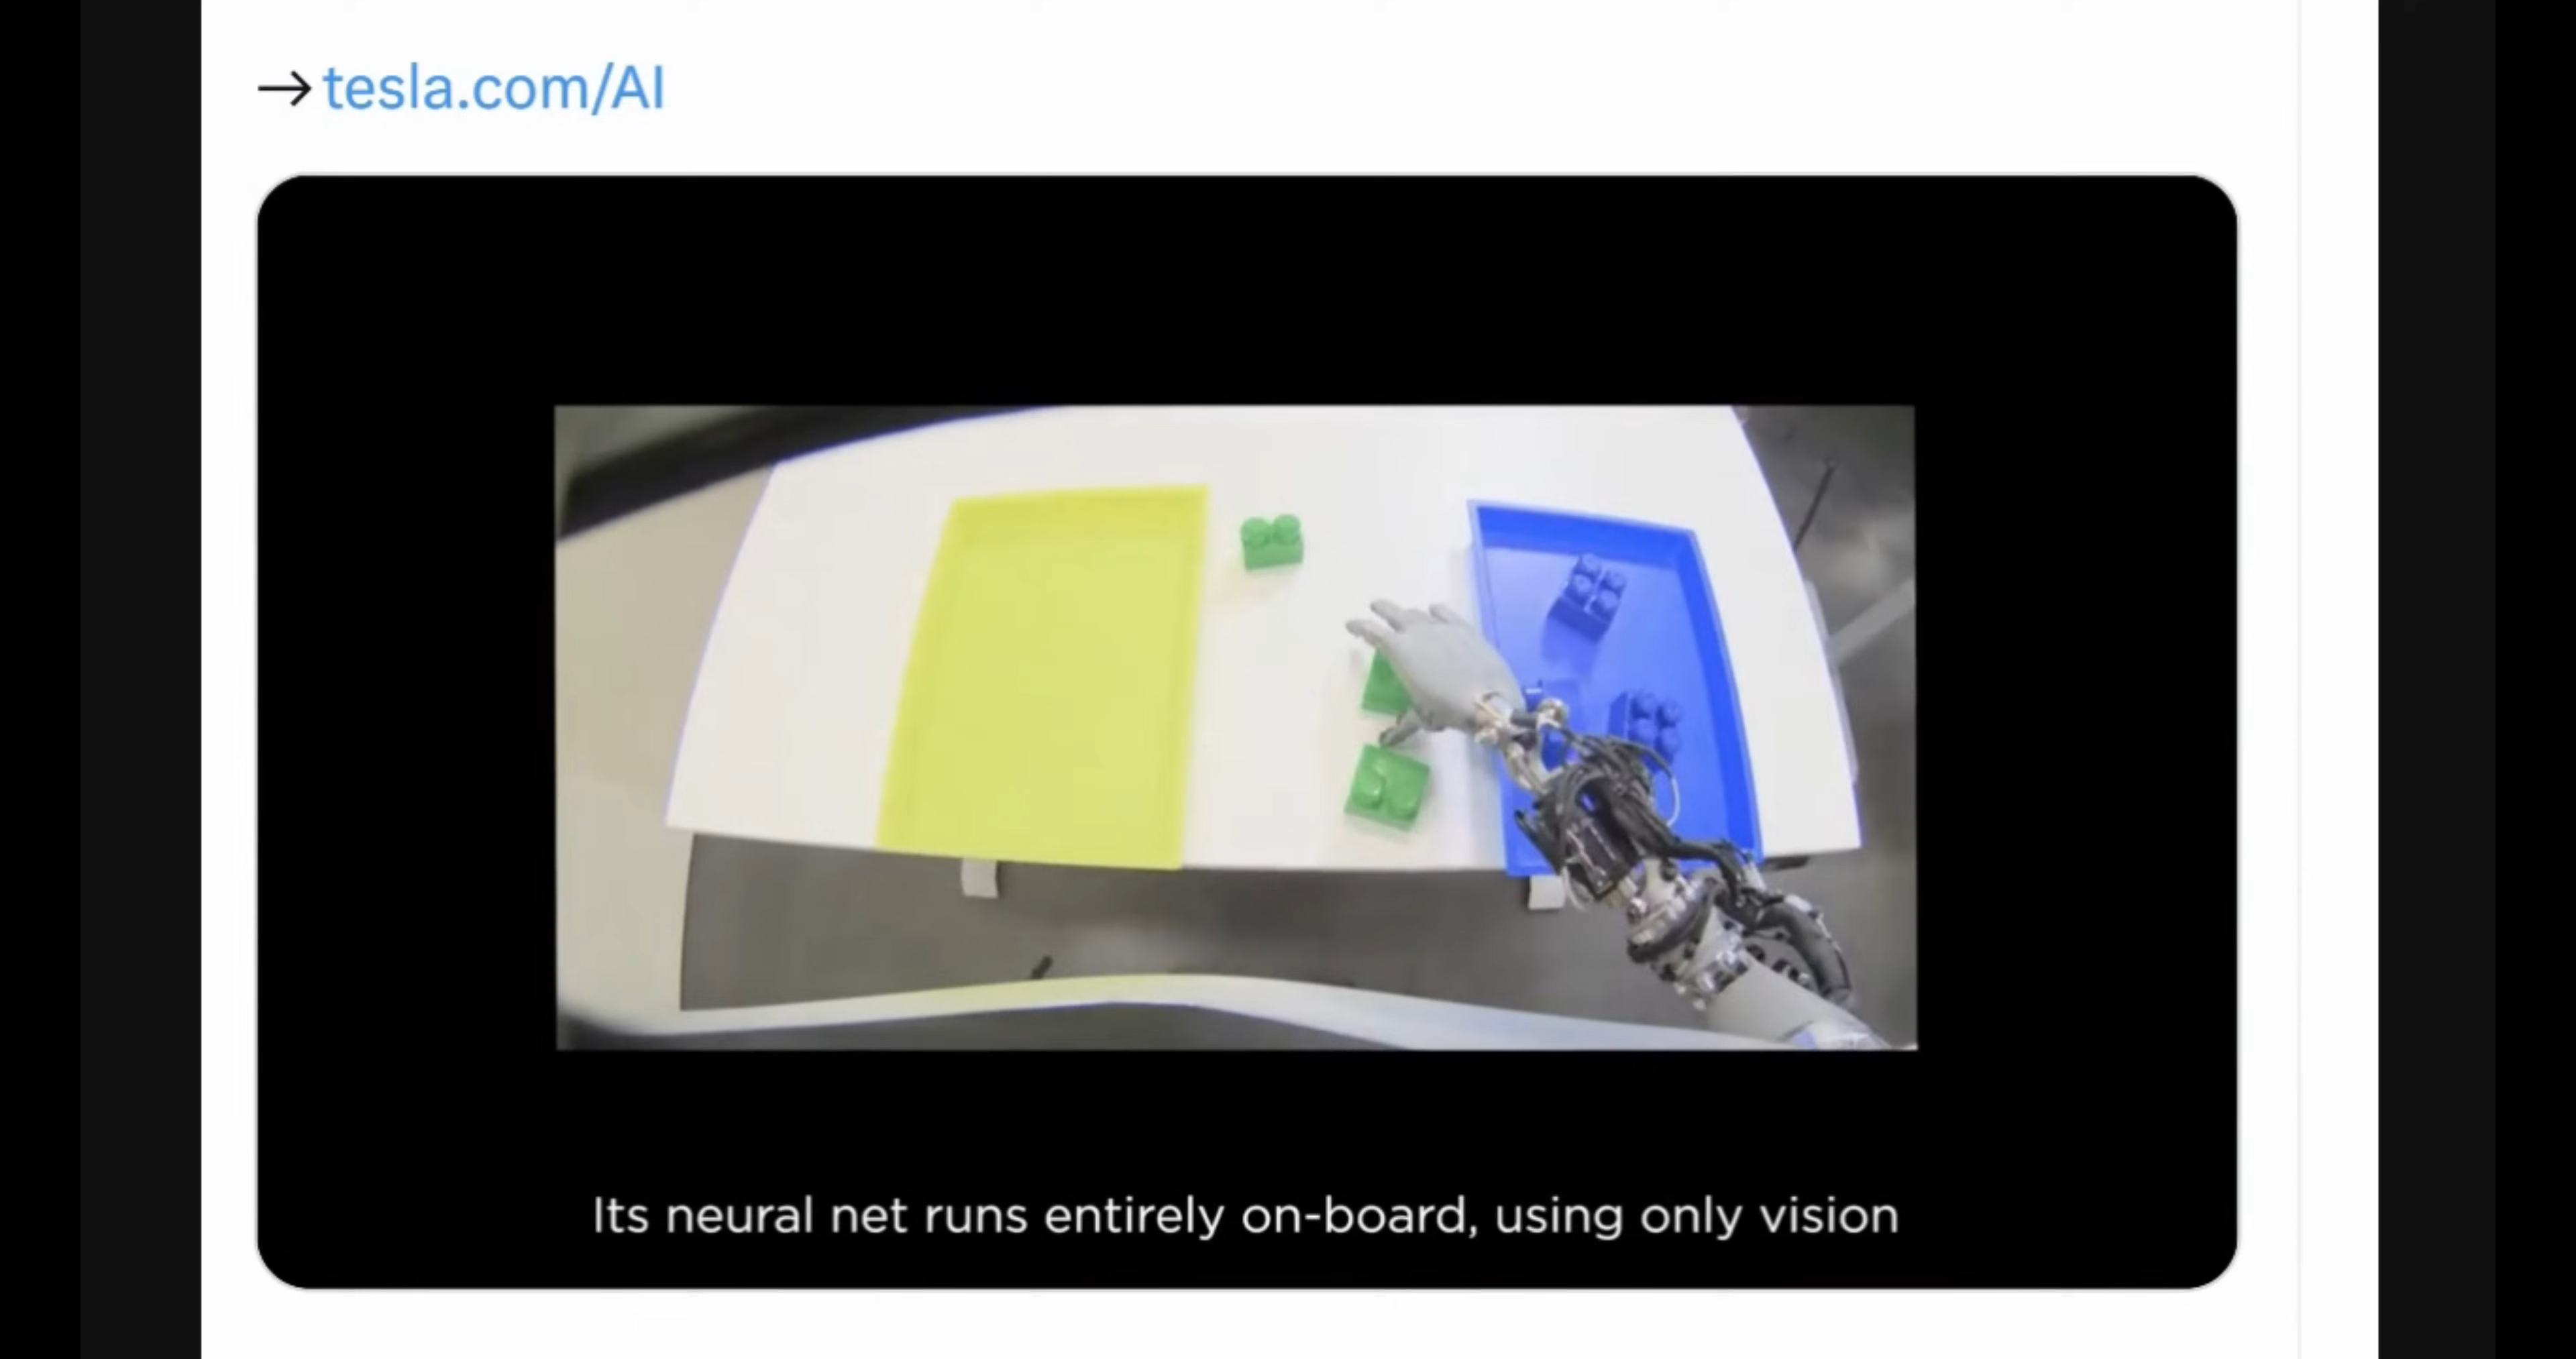 → tesla.com/AI
Its neural net runs entirely on-board, using only vision